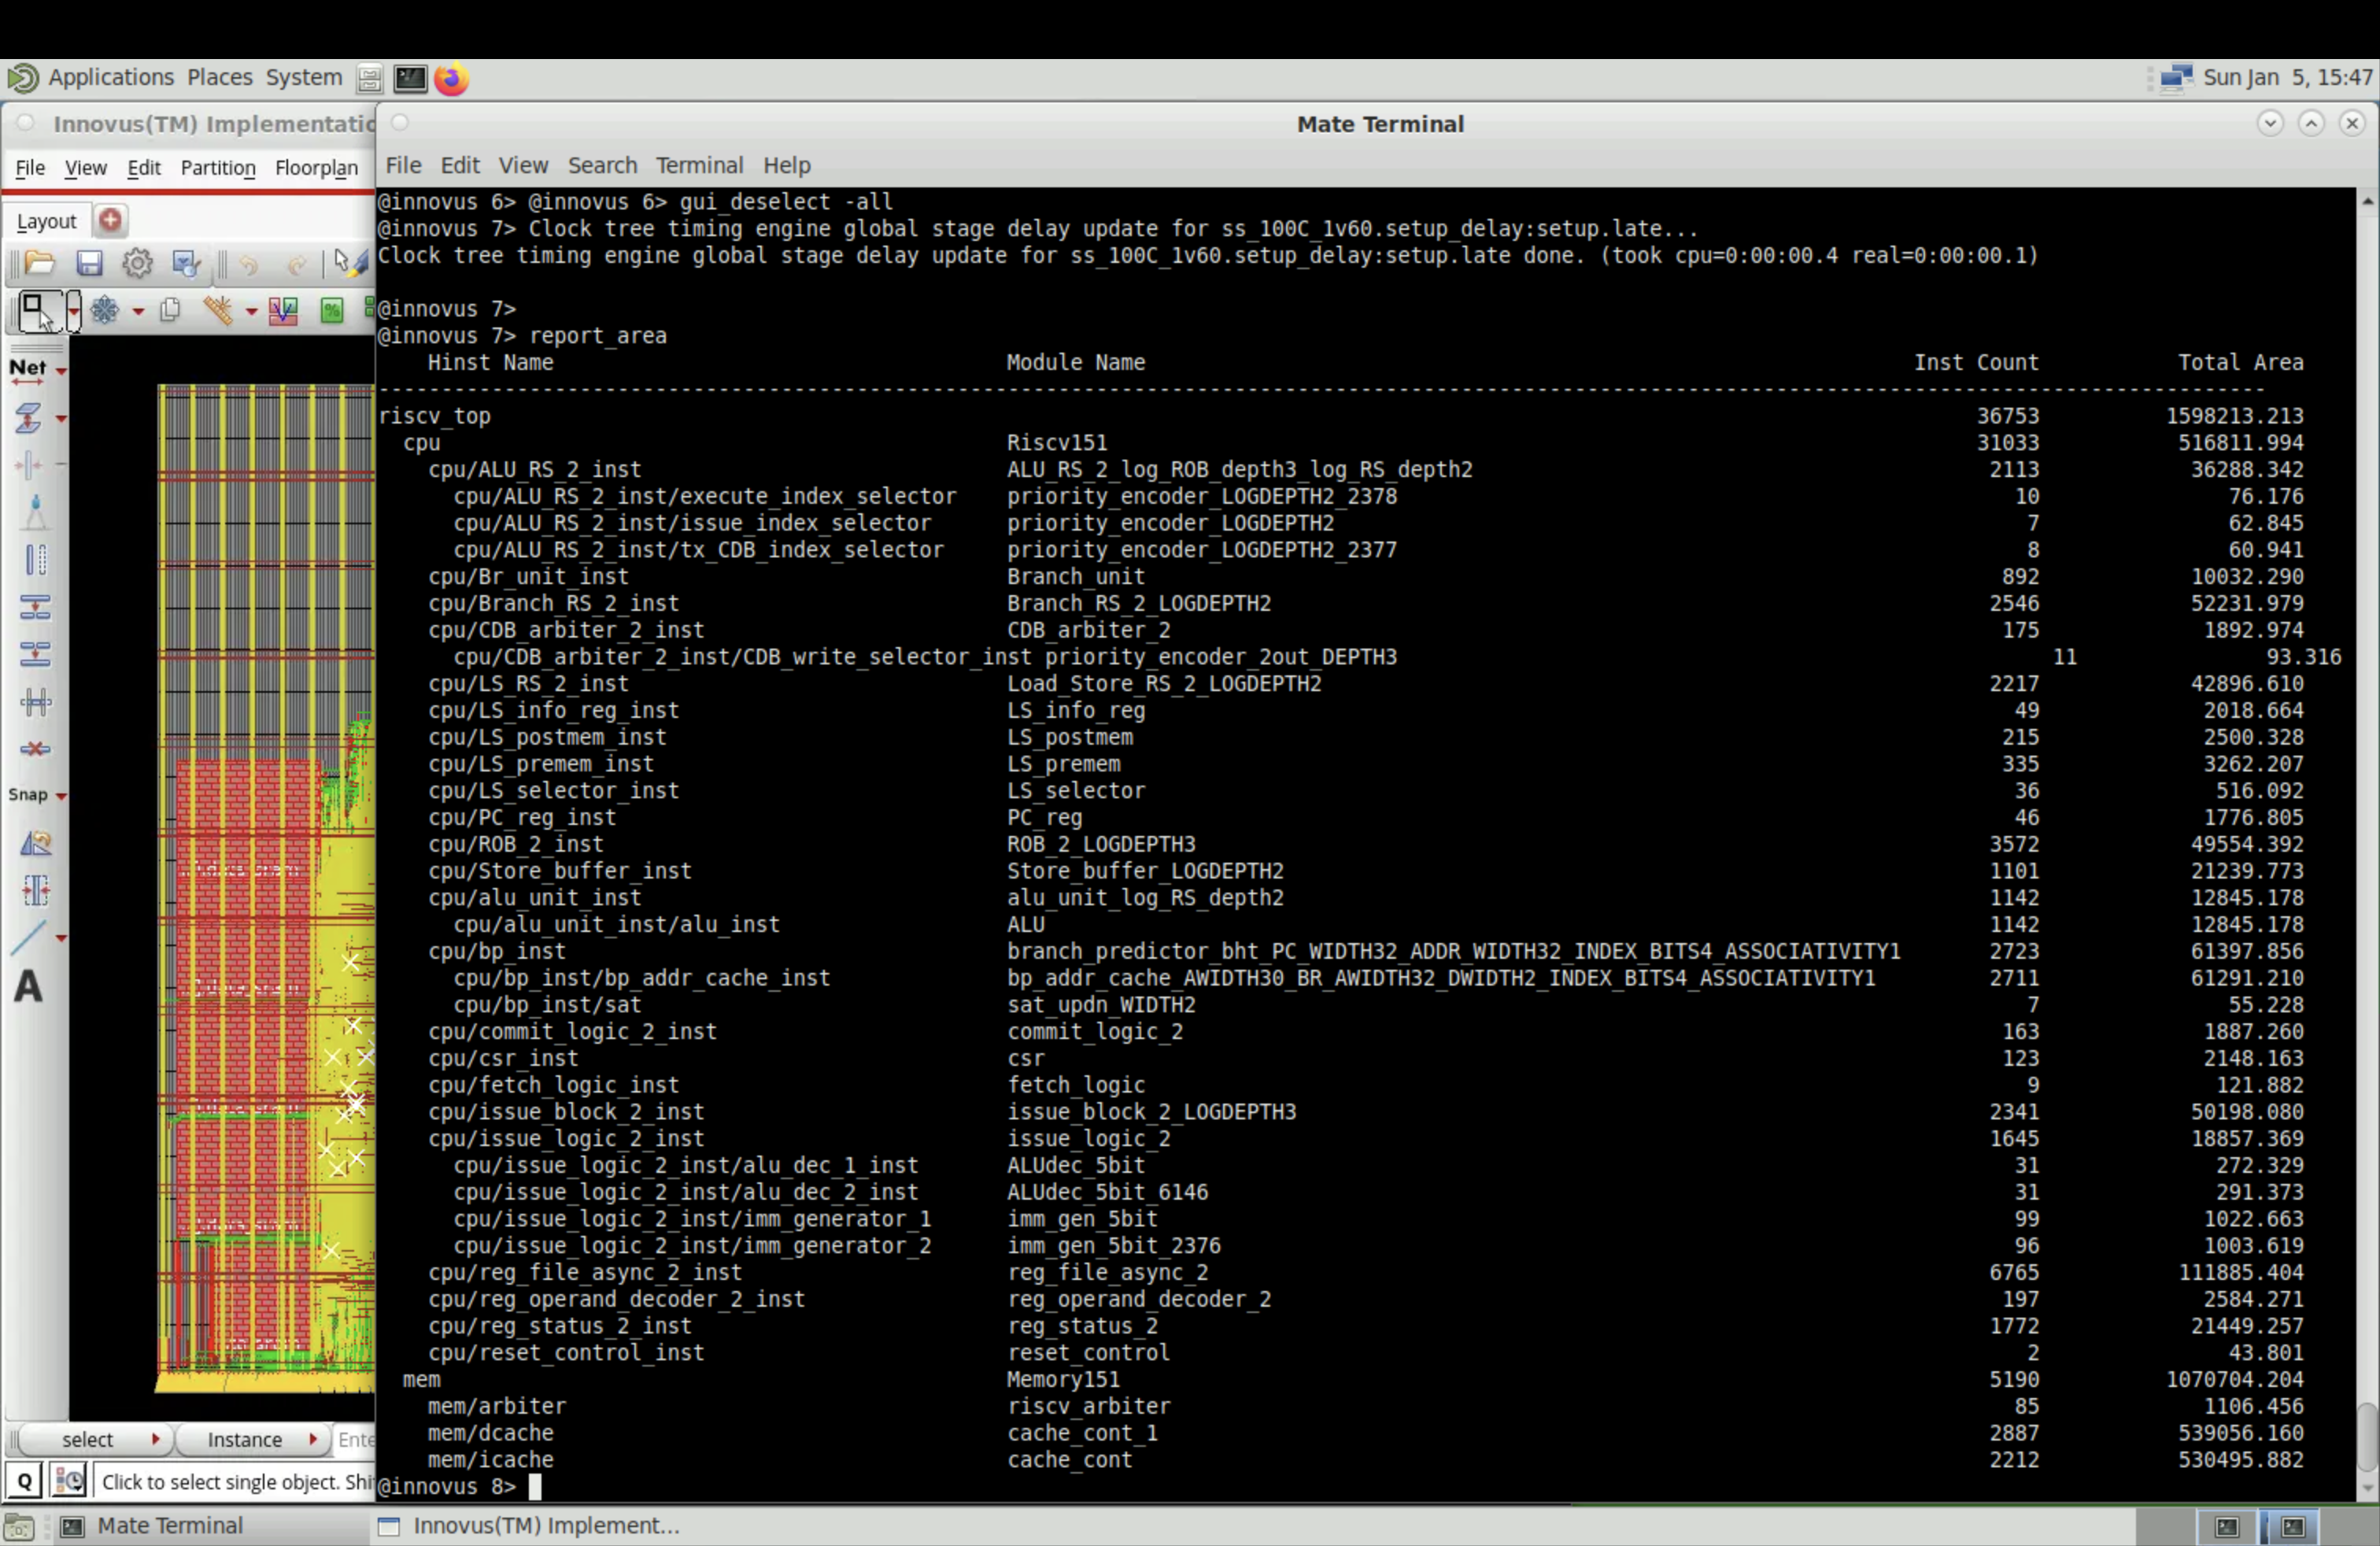 Applications Places System
Sun Jan 5, 15:47
Innovus(TM) Implementatio
Mate Terminal
File View Edit Partition Floorplan
File Edit View Search Terminal Help
Layout
Net
Snap
A
@innovus 6> @innovus 6> gui_deselect -all
@innovus 7> Clock tree timing engine global stage delay update for ss_100C_1v60.setup_delay:setup.late...
Clock tree timing engine global stage delay update for ss_100C_1v60.setup_delay:setup.late done. (took cpu=0:00:00.4 real=0:00:00.1)
@innovus 7>
@innovus 7> report_area
Hinst Name Module Name Inst Count Total Area
riscv_top 36753 1598213.213
cpu Riscv151 31033 516811.994
cpu/ALU_RS_2_inst ALU_RS_2_log_ROB_depth3_log_RS_depth2 2113 36288.342
cpu/ALU_RS_2_inst/execute_index_selector priority_encoder_LOGDEPTH2_2378 10 76.176
cpu/ALU_RS_2_inst/issue_index_selector priority_encoder_LOGDEPTH2 7 62.845
cpu/ALU_RS_2_inst/tx_CDB_index_selector priority_encoder_LOGDEPTH2_2377 8 60.941
cpu/Br_unit_inst Branch_unit 892 10032.290
cpu/Branch_RS_2_inst Branch_RS_2_LOGDEPTH2 2546 52231.979
cpu/CDB_arbiter_2_inst CDB_arbiter_2 175 1892.974
cpu/CDB_arbiter_2_inst/CDB_write_selector_inst priority_encoder_2out_DEPTH3 11 93.316
cpu/LS_RS_2_inst Load_Store_RS_2_LOGDEPTH2 2217 42896.610
cpu/LS_info_reg_inst LS_info_reg 49 2018.664
cpu/LS_postmem_inst LS_postmem 215 2500.328
cpu/LS_premem_inst LS_premem 335 3262.207
cpu/LS_selector_inst LS_selector 36 516.092
cpu/PC_reg_inst PC_reg 46 1776.805
cpu/ROB_2_inst ROB_2_LOGDEPTH3 3572 49554.392
cpu/Store_buffer_inst Store_buffer_LOGDEPTH2 1101 21239.773
cpu/alu_unit_inst alu_unit_log_RS_depth2 1142 12845.178
cpu/alu_unit_inst/alu_inst ALU 1142 12845.178
cpu/bp_inst branch_predictor_bht_PC_WIDTH32_ADDR_WIDTH32_INDEX_BITS4_ASSOCIATIVITY1 2723 61397.856
cpu/bp_inst/bp_addr_cache_inst bp_addr_cache_AWIDTH30_BR_AWIDTH32_DWIDTH2_INDEX_BITS4_ASSOCIATIVITY1 2711 61291.210
cpu/bp_inst/sat sat_updn_WIDTH2 7 55.228
cpu/commit_logic_2_inst commit_logic_2 163 1887.260
cpu/csr_inst csr 123 2148.163
cpu/fetch_logic_inst fetch_logic 9 121.882
cpu/issue_block_2_inst issue_block_2_LOGDEPTH3 2341 50198.080
cpu/issue_logic_2_inst issue_logic_2 1645 18857.369
cpu/issue_logic_2_inst/alu_dec_1_inst ALUdec_5bit 31 272.329
cpu/issue_logic_2_inst/alu_dec_2_inst ALUdec_5bit_6146 31 291.373
cpu/issue_logic_2_inst/imm_generator_1 imm_gen_5bit 99 1022.663
cpu/issue_logic_2_inst/imm_generator_2 imm_gen_5bit_2376 96 1003.619
cpu/reg_file_async_2_inst reg_file_async_2 6765 111885.404
cpu/reg_operand_decoder_2_inst reg_operand_decoder_2 197 2584.271
cpu/reg_status_2_inst reg_status_2 1772 21449.257
cpu/reset_control_inst reset_control 2 43.801
mem Memory151 5190 1070704.204
mem/arbiter riscv_arbiter 85 1106.456
mem/dcache cache_cont_1 2887 539056.160
mem/icache cache_cont 2212 530495.882
@innovus 8>
select Instance Ente
Q Click to select single object. Shi
Mate Terminal Innovus(TM) Implement...